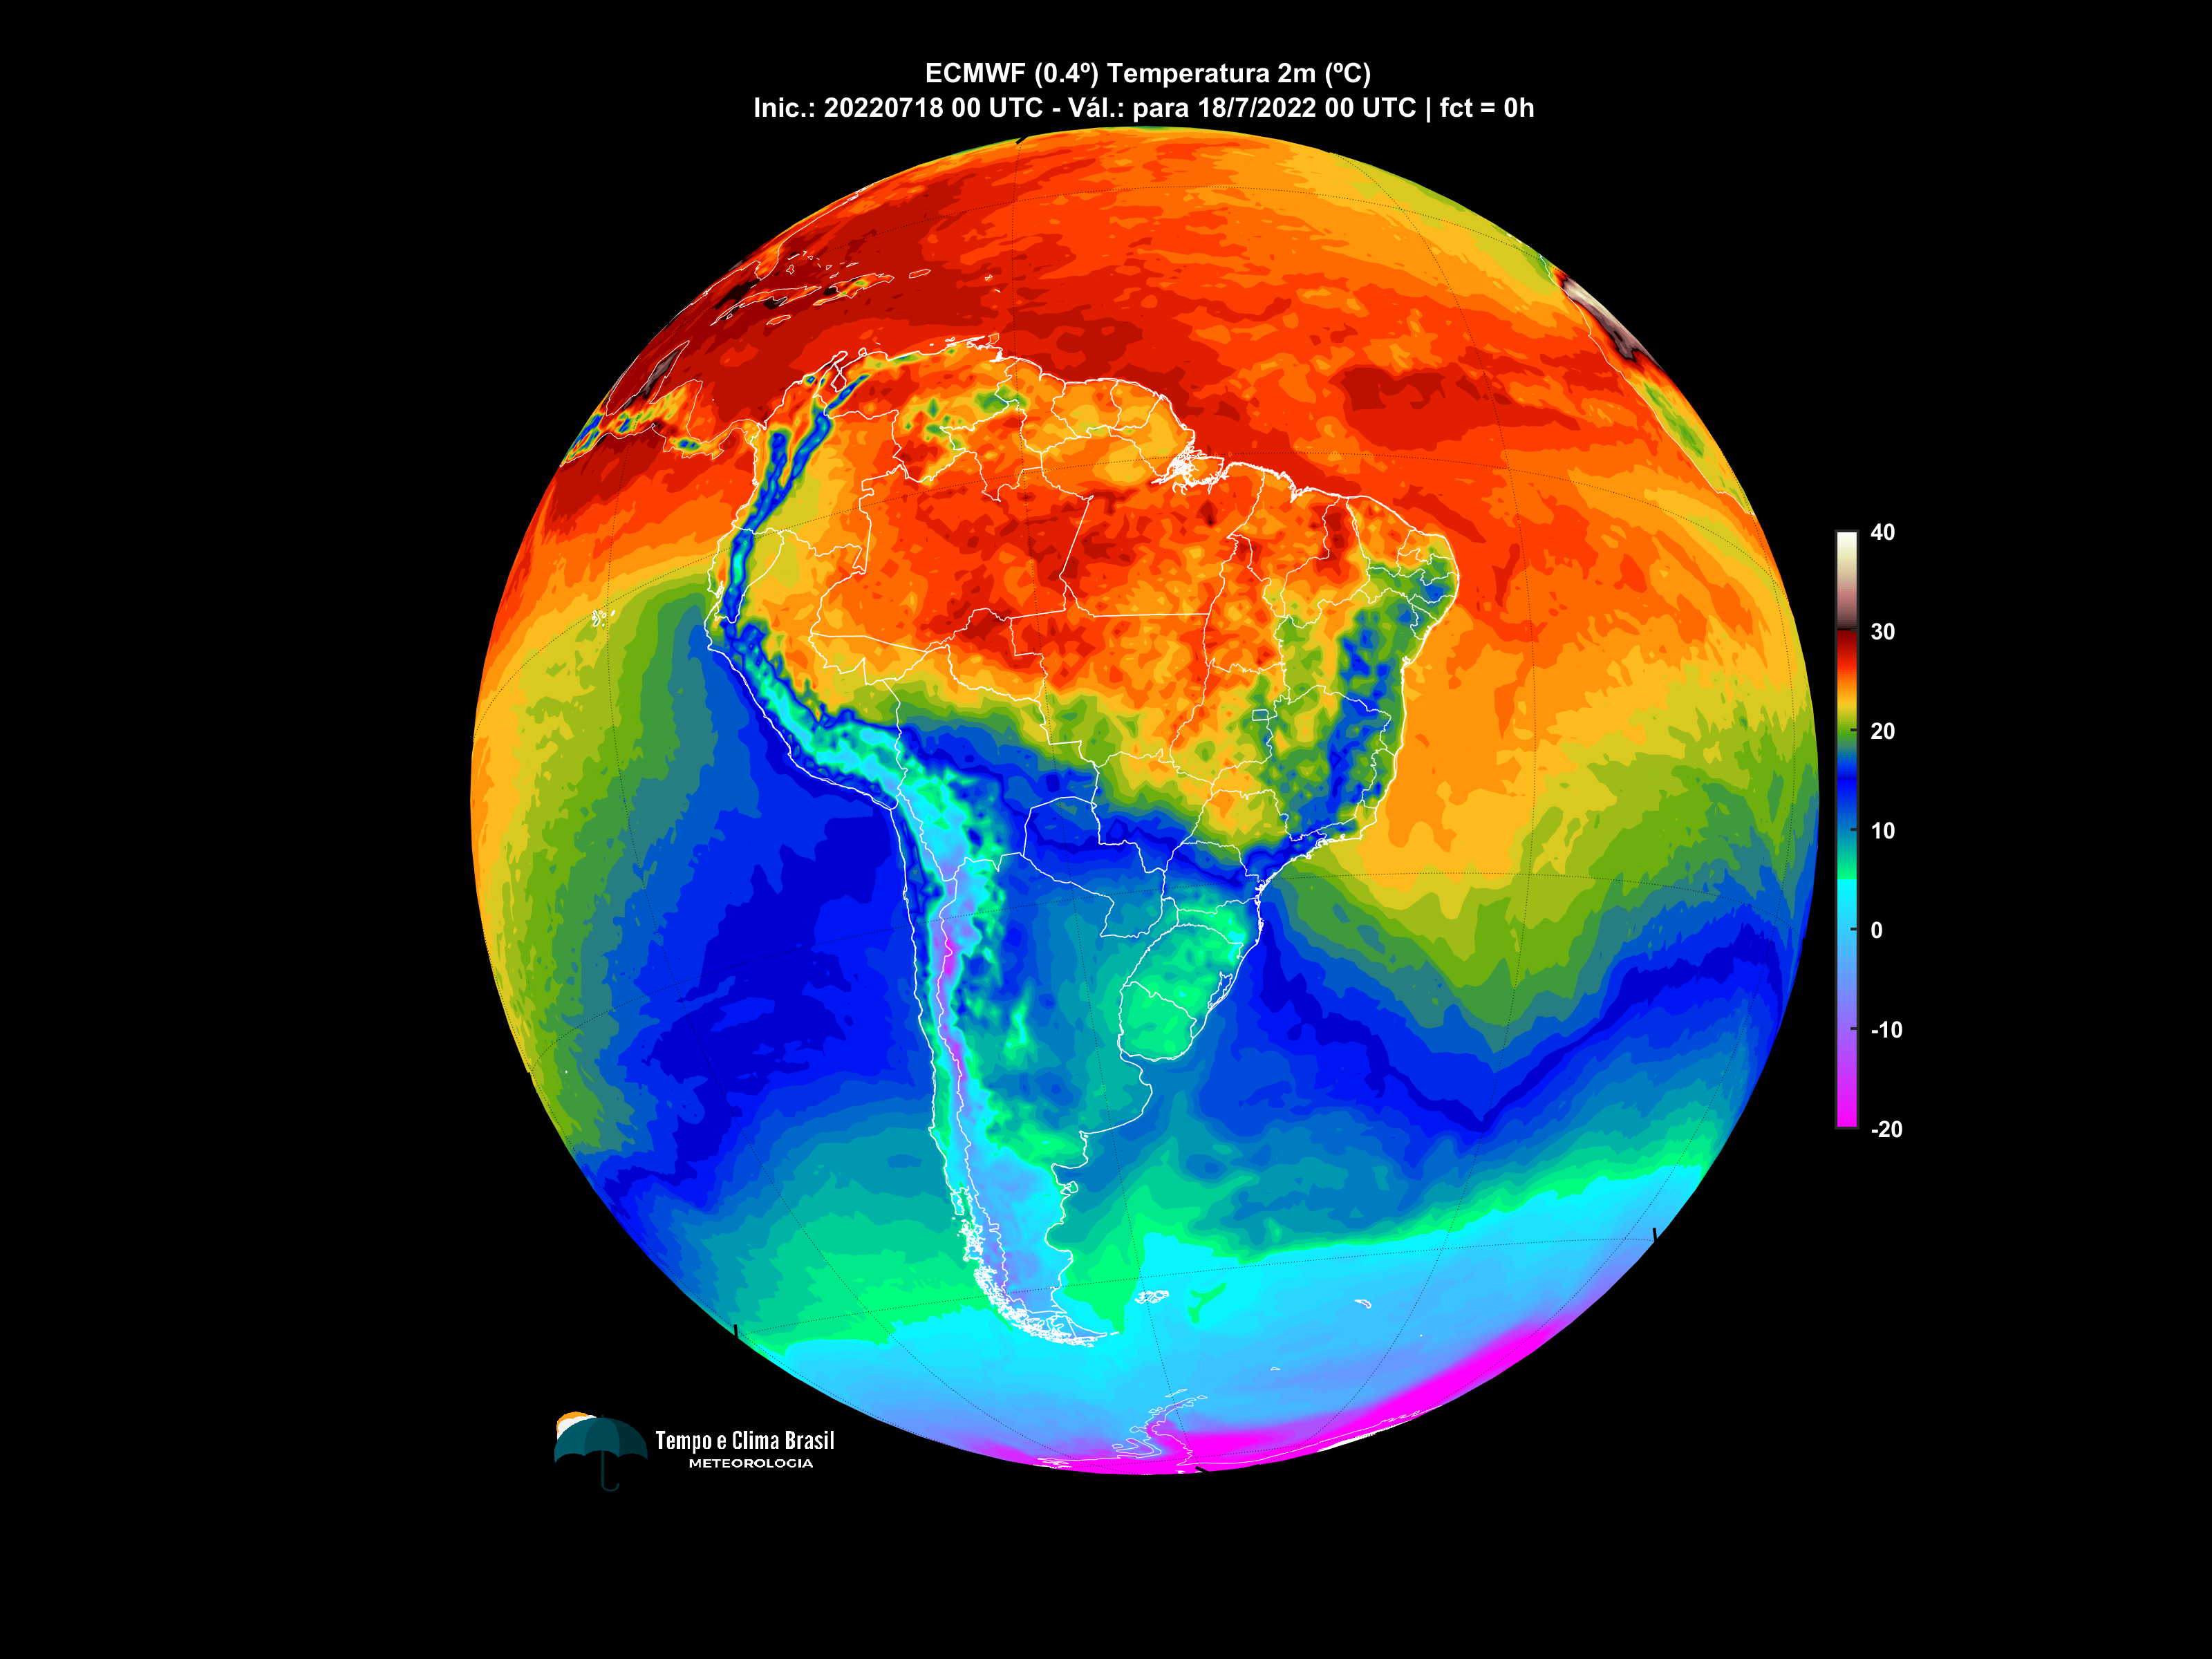 ECMWF (0.4º) Temperatura 2m (ºC)
Inic.: 20220718 00 UTC - Vál.: para 18/7/2022 00 UTC | fct = 0h
40
30
20
10
0
-10
-20
Tempo e Clima Brasil
METEOROLOGIA